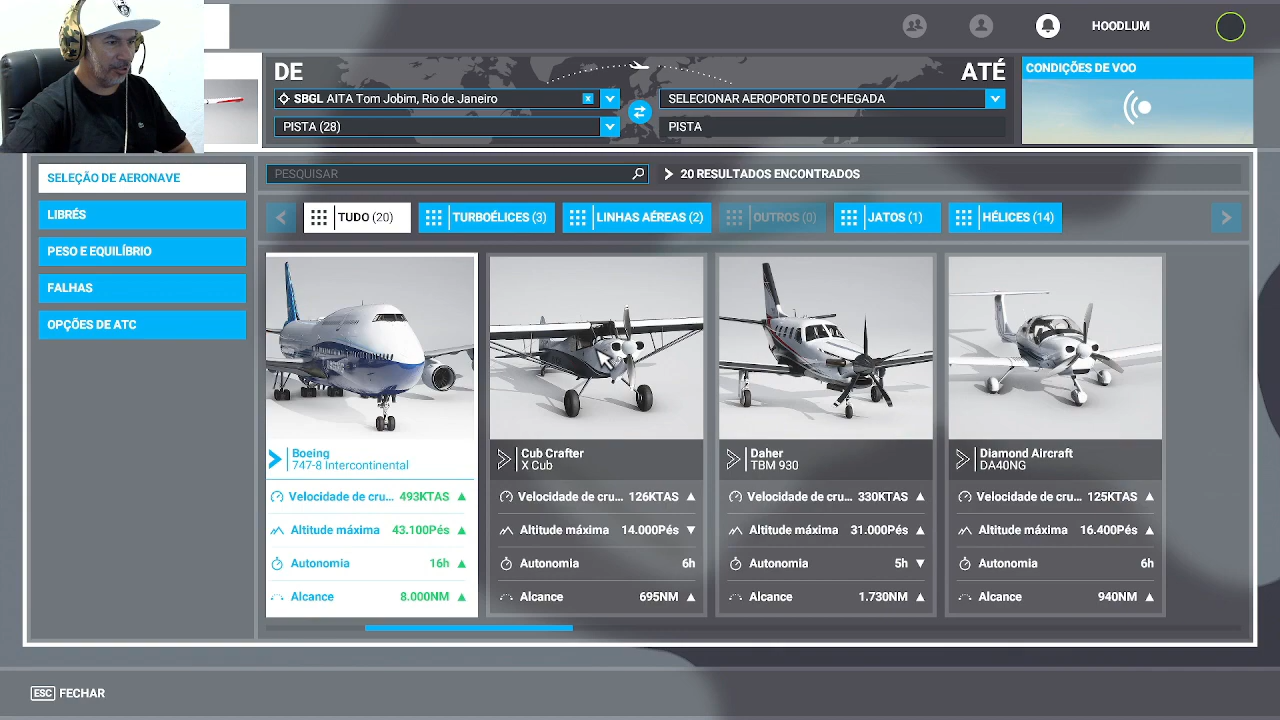 HOODLUM
DE
ATÉ
SBGL AITA Tom Jobim, Rio de Janeiro
x
SELECIONAR AEROPORTO DE CHEGADA
PISTA (28)
PISTA
CONDIÇÕES DE VOO
SELEÇÃO DE AERONAVE
LIBRÉS
PESO E EQUILÍBRIO
FALHAS
OPÇÕES DE ATC
PESQUISAR
20 RESULTADOS ENCONTRADOS
TUDO (20)
TURBOÉLICES (3)
LINHAS AÉREAS (2)
OUTROS (0)
JATOS (1)
HÉLICES (14)
Boeing
747-8 Intercontinental
Velocidade de cru... 493KTAS
Altitude máxima 43.100Pés
Autonomia 16h
Alcance 8.000NM
Cub Crafter
X Cub
Velocidade de cru... 126KTAS
Altitude máxima 14.000Pés
Autonomia 6h
Alcance 695NM
Daher
TBM 930
Velocidade de cru... 330KTAS
Altitude máxima 31.000Pés
Autonomia 5h
Alcance 1.730NM
Diamond Aircraft
DA40NG
Velocidade de cru... 125KTAS
Altitude máxima 16.400Pés
Autonomia 6h
Alcance 940NM
ESC FECHAR